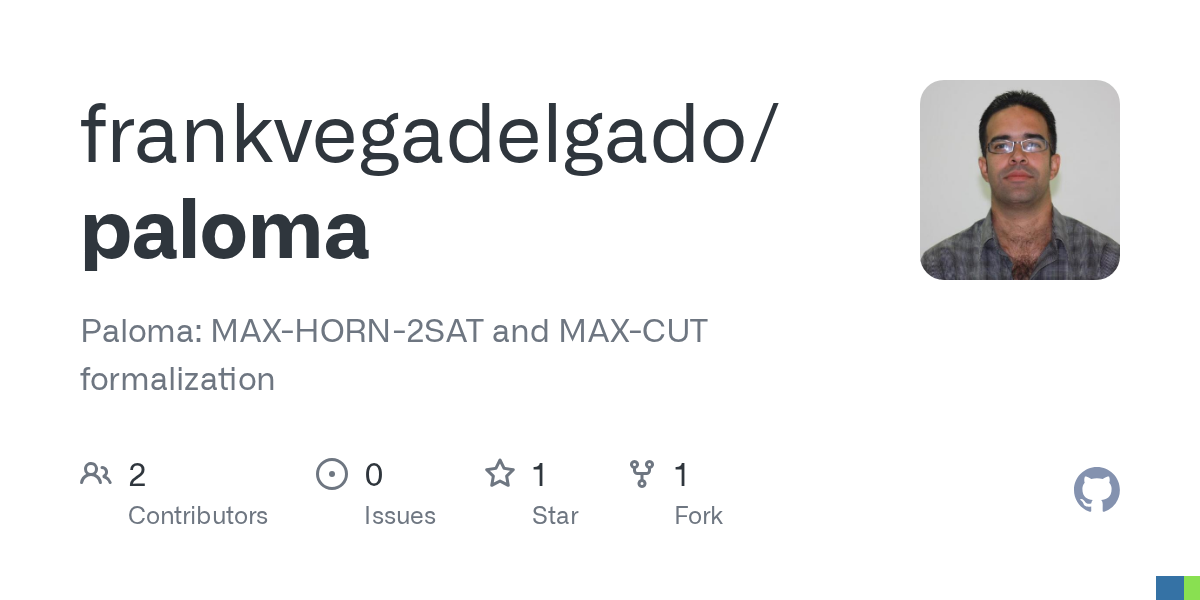 frankvegadelgado/
paloma
Paloma: MAX-HORN-2SAT and MAX-CUT
formalization
2 0 1 1
Contributors Issues Star Fork